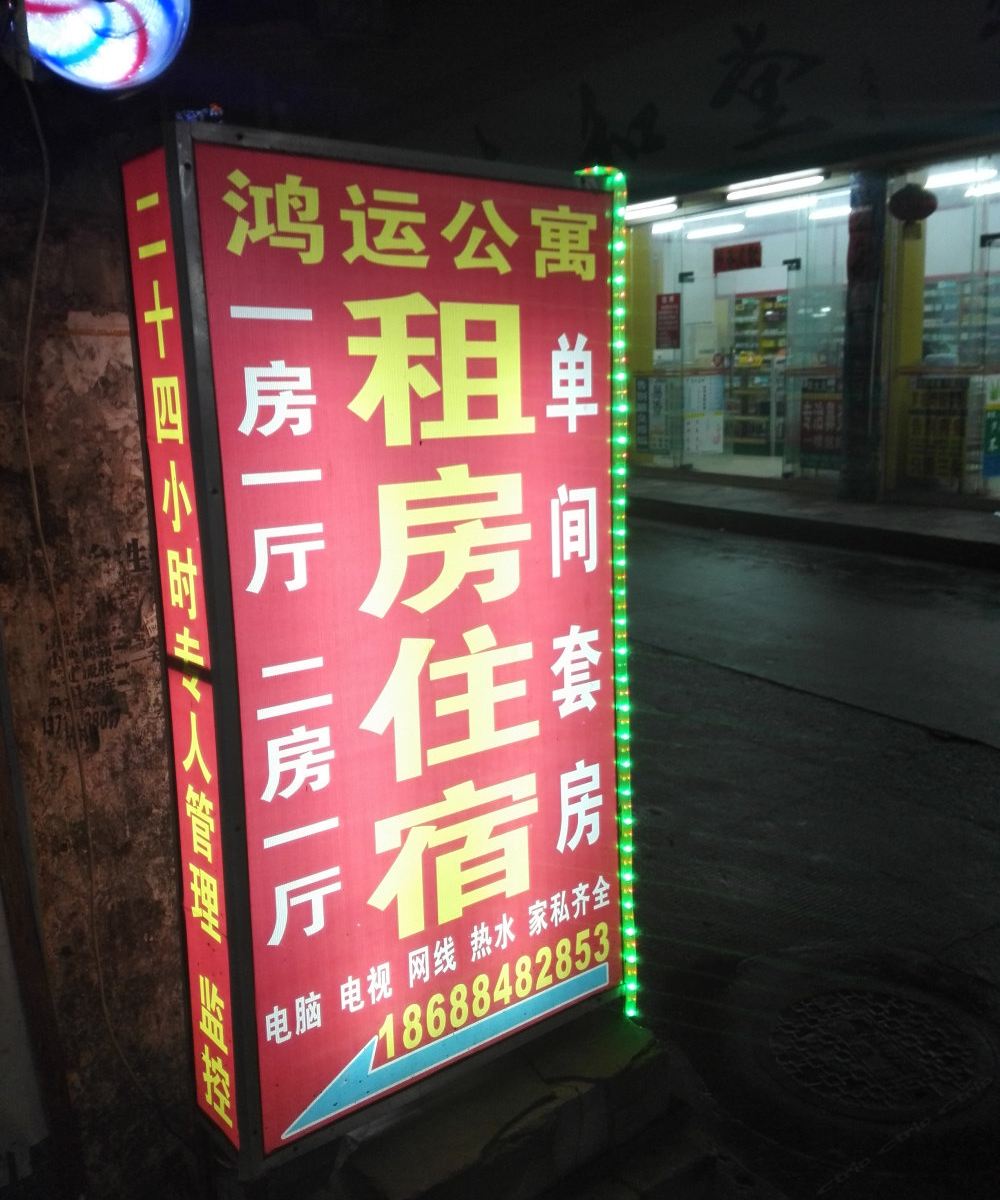 鸿运公寓
租房住宿
一房一厅
二房一厅
单间套房
电脑 电视 网线 热水 家私齐全
18688482853
二十四小时专人管理 监控